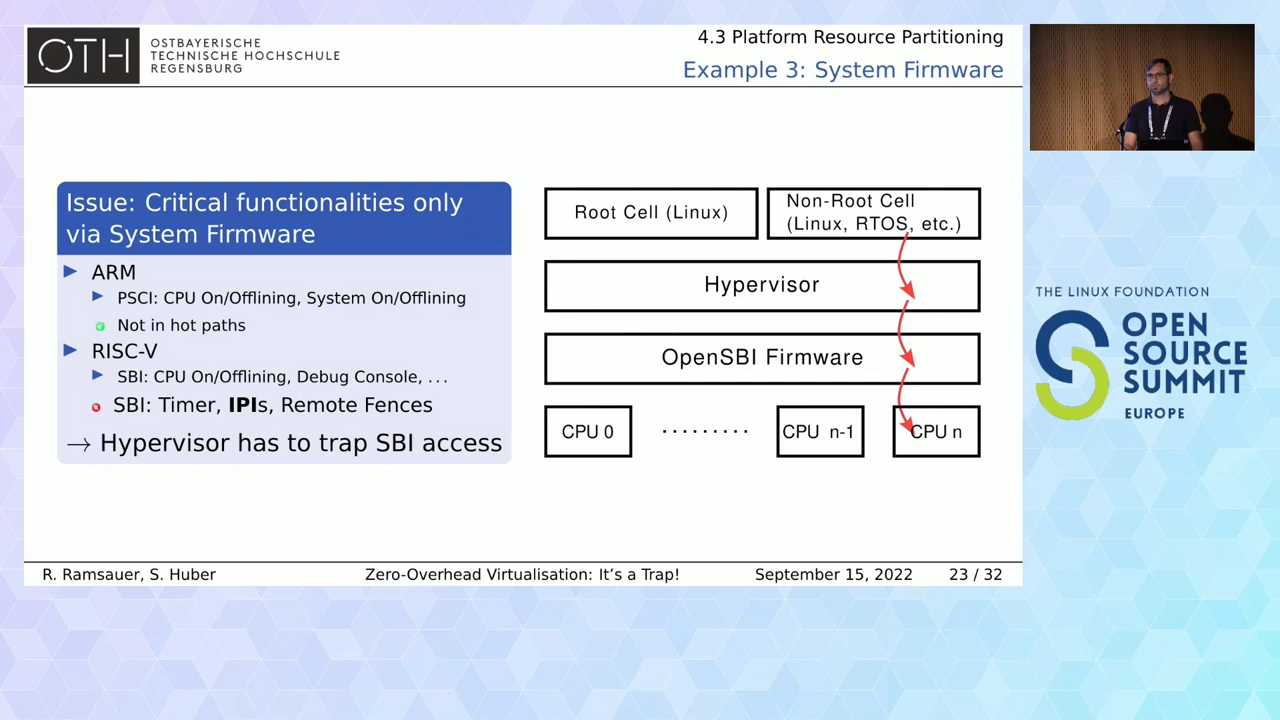 OTH
OSTBAYERISCHE
TECHNISCHE HOCHSCHULE
REGENSBURG
4.3 Platform Resource Partitioning
Example 3: System Firmware
Issue: Critical functionalities only
via System Firmware
ARM
PSCI: CPU On/Offlining, System On/Offlining
Not in hot paths
RISC-V
SBI: CPU On/Offlining, Debug Console, ...
SBI: Timer, IPIs, Remote Fences
→ Hypervisor has to trap SBI access
Root Cell (Linux)
Non-Root Cell
(Linux, RTOS, etc.)
Hypervisor
OpenSBI Firmware
CPU 0
·········
CPU n-1
CPU n
R. Ramsauer, S. Huber
Zero-Overhead Virtualisation: It's a Trap!
September 15, 2022
23 / 32
THE LINUX FOUNDATION
OPEN
SOURCE
SUMMIT
EUROPE